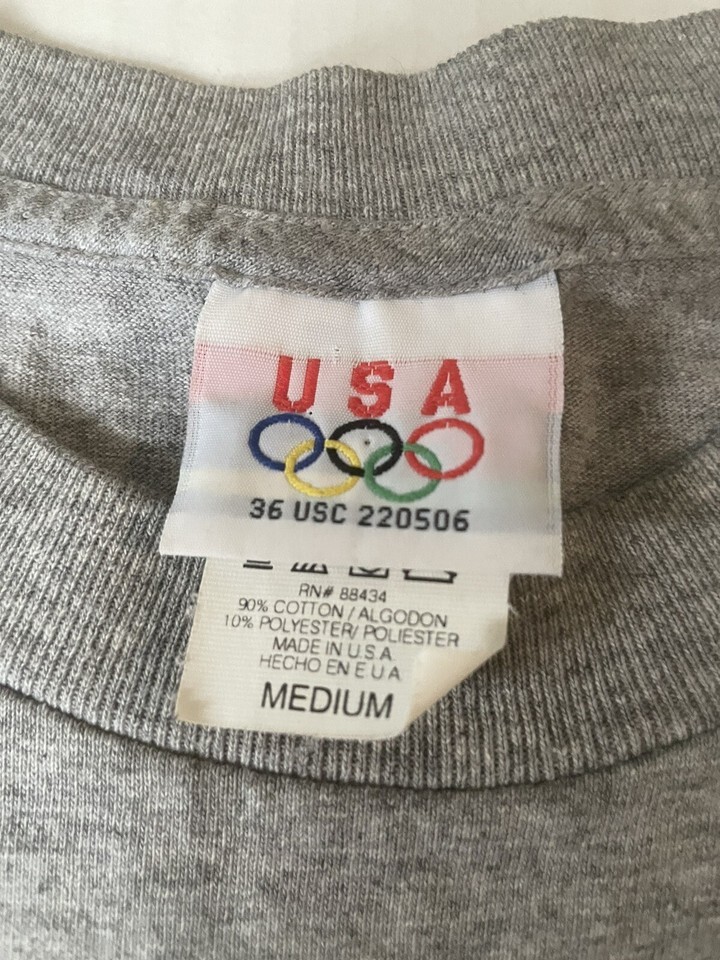 USA
36 USC 220506
RN# 88434
90% COTTON / ALGODON
10% POLYESTER/ POLIESTER
MADE IN U.S.A.
HECHO EN E U A
MEDIUM